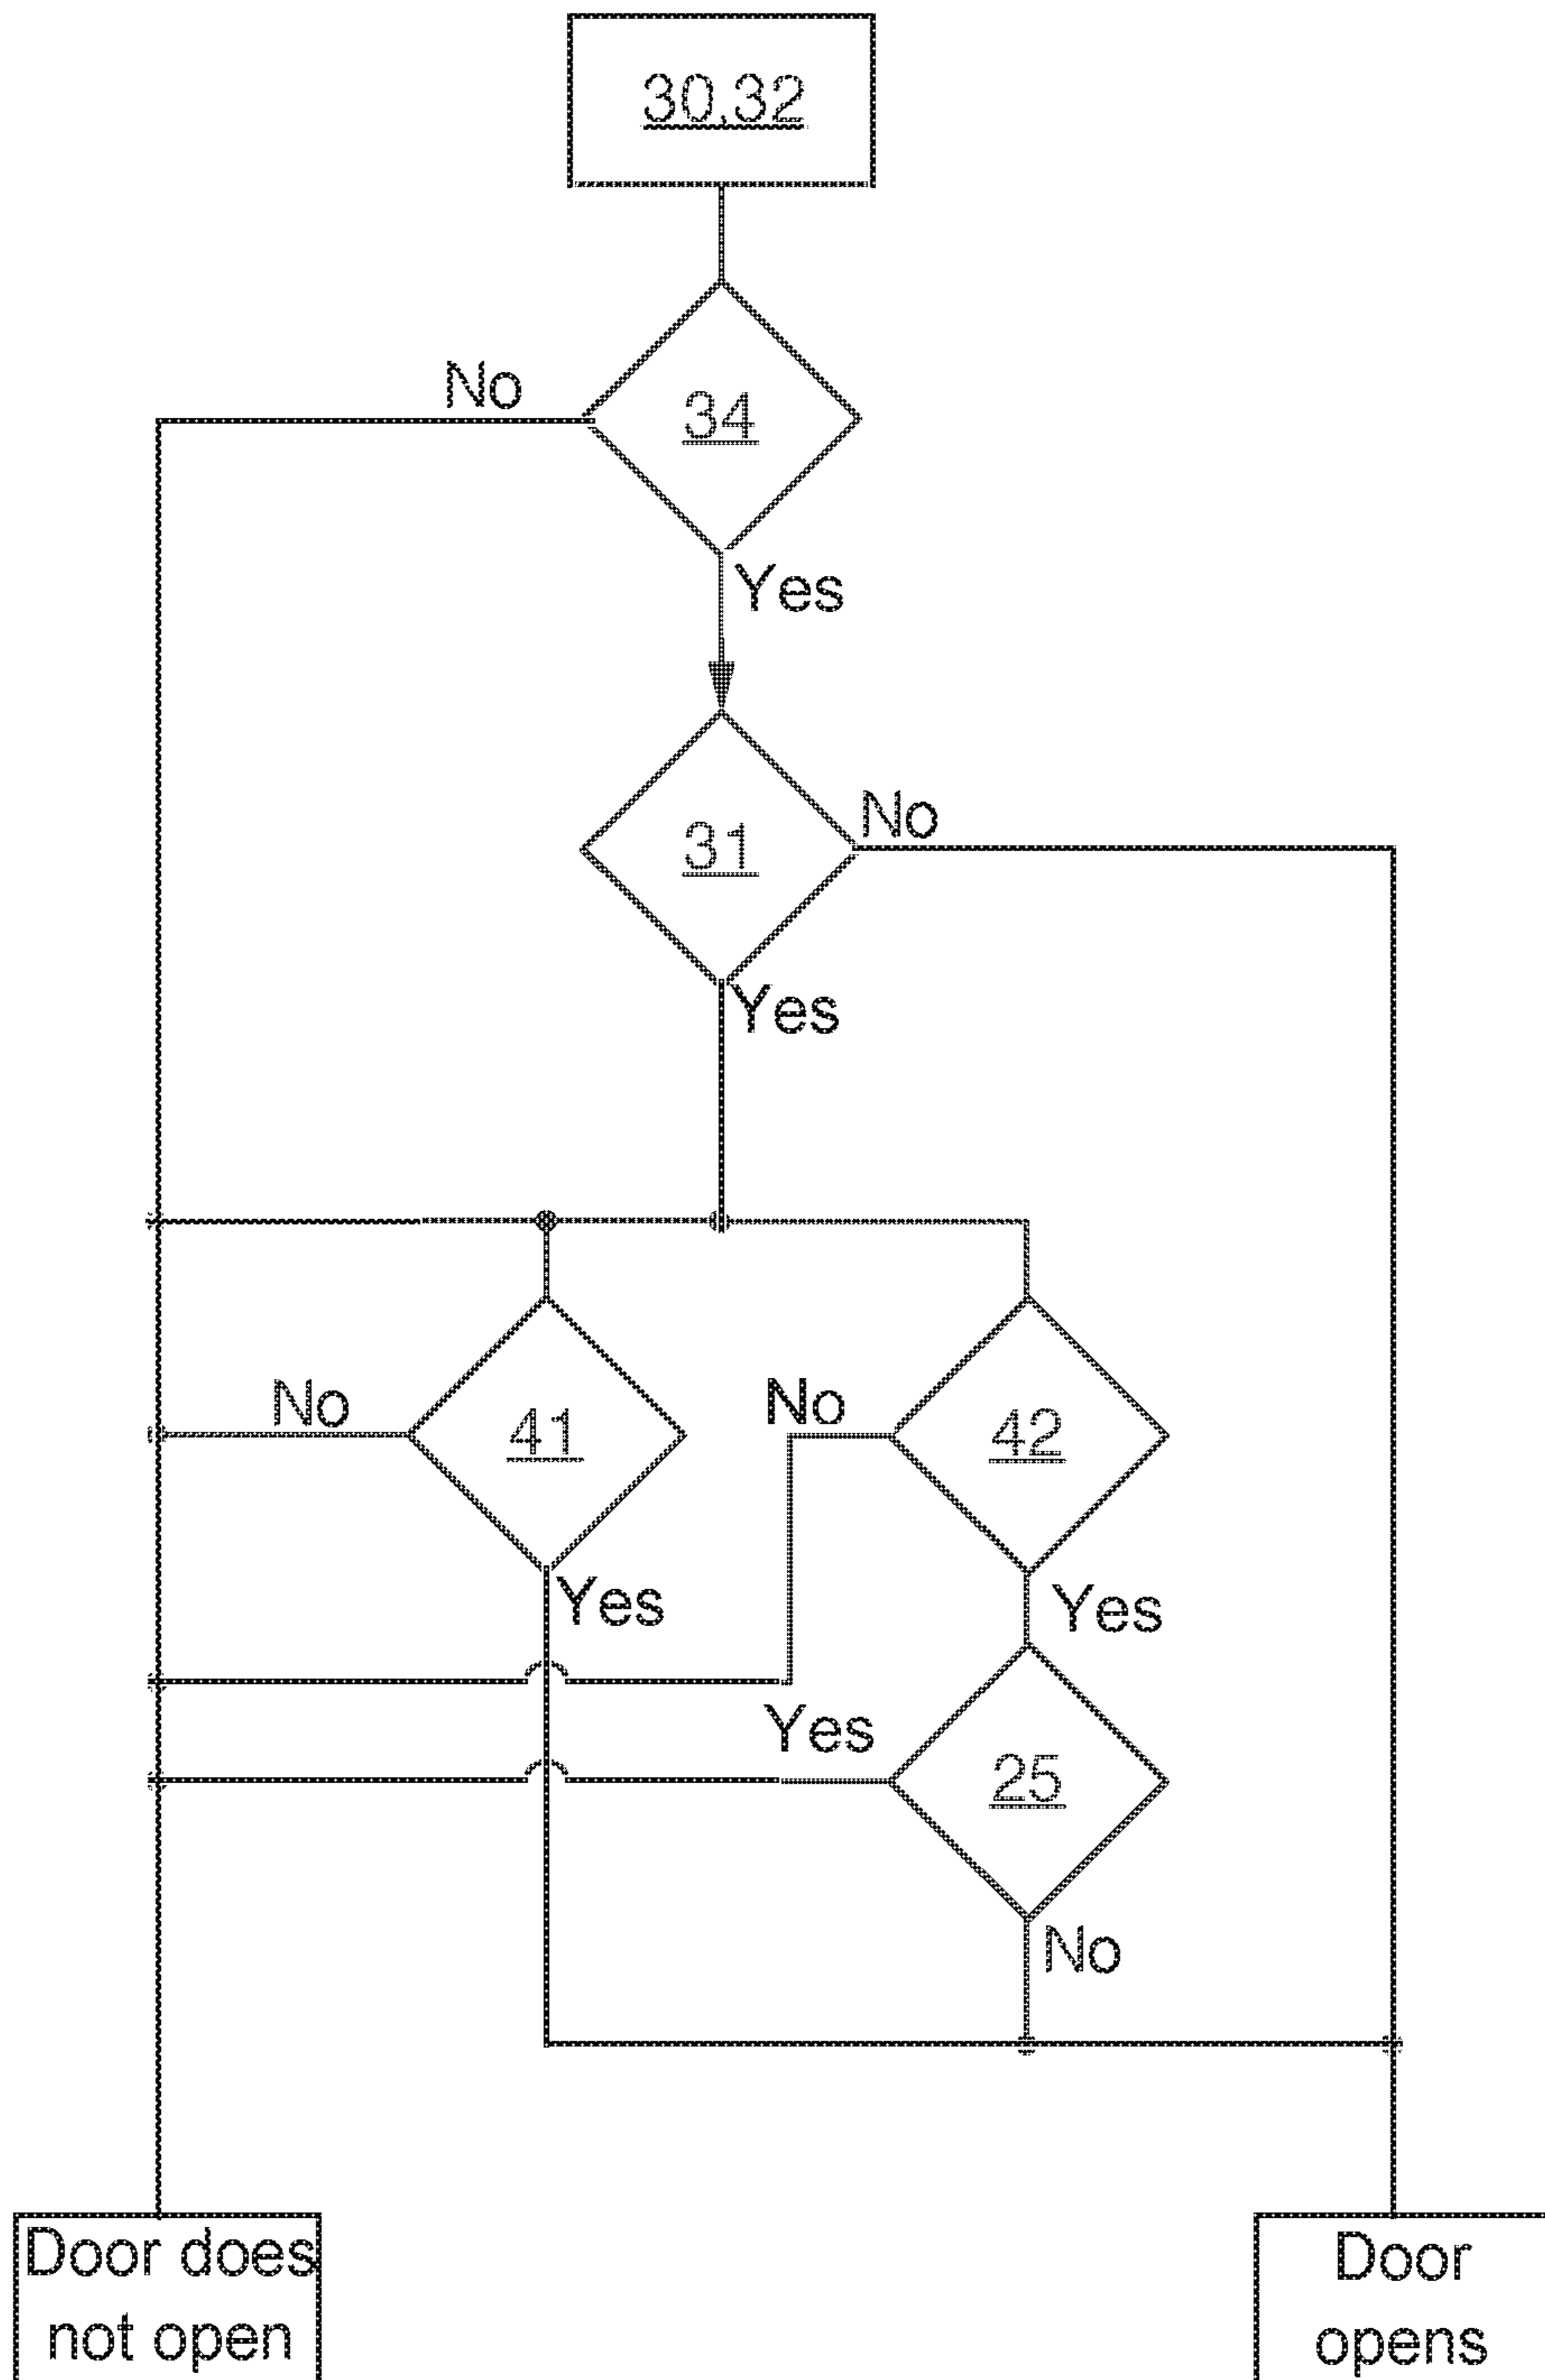 30,32
No
34
Yes
No
31
Yes
No
41
No
42
Yes
Yes
Yes
25
No
Door does
not open
Door
opens